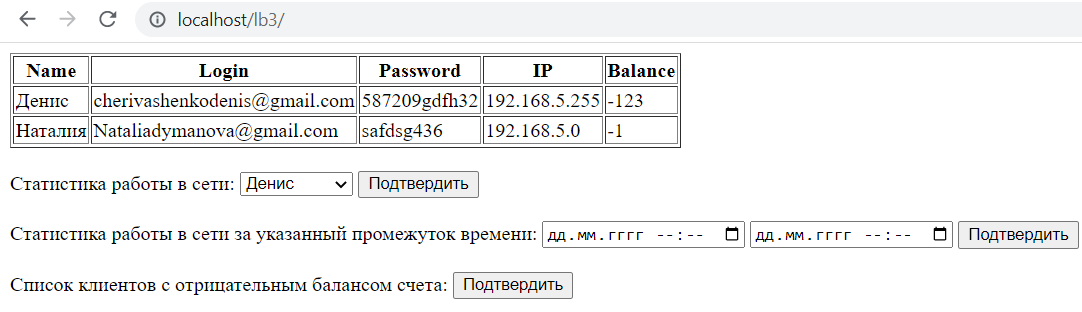 localhost/lb3/
Name Login Password IP Balance
Денис cherivashenkodenis@gmail.com 587209gdfh32 192.168.5.255 -123
Наталия Nataliadymanova@gmail.com safdsg436 192.168.5.0 -1
Статистика работы в сети: Денис Подтвердить
Статистика работы в сети за указанный промежуток времени: дд.мм.гггг --:-- дд.мм.гггг --:-- Подтвердить
Список клиентов с отрицательным балансом счета: Подтвердить